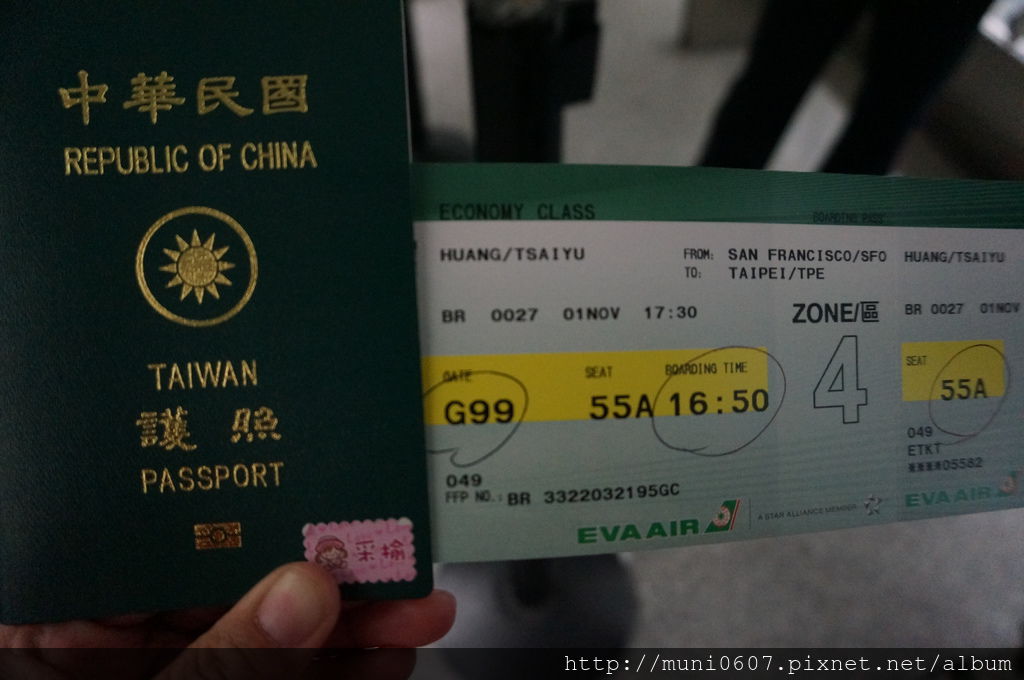 中華民國
REPUBLIC OF CHINA
TAIWAN
護照
PASSPORT
采榆
ECONOMY CLASS
BOARDING PASS
HUANG/TSAIYU
FROM: SAN FRANCISCO/SFO
TO: TAIPEI/TPE
BR 0027 01NOV 17:30
ZONE/區
4
GATE SEAT BOARDING TIME
G99 55A 16:50
049
FFP NO.: BR 3322032195GC
EVA AIR
A STAR ALLIANCE MEMBER
HUANG/TSAIYU
BR 0027 01NOV
SEAT
55A
049
ETKT
****05582
EVA AIR
http://muni0607.pixnet.net/album